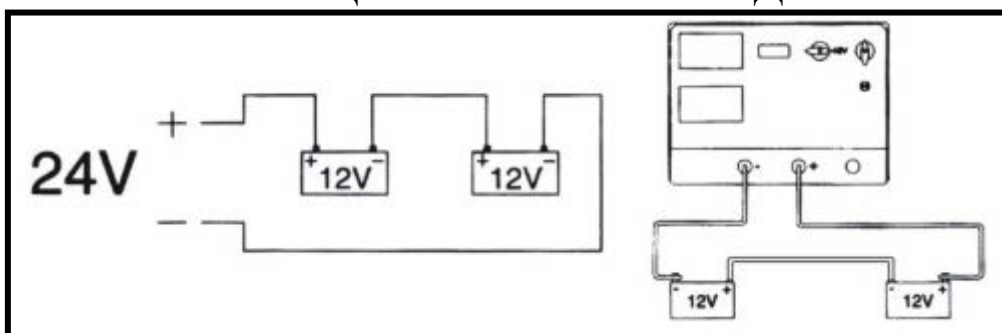 +
24V
−
+ − 12V
+ − 12V
- +
- + 12V
- + 12V